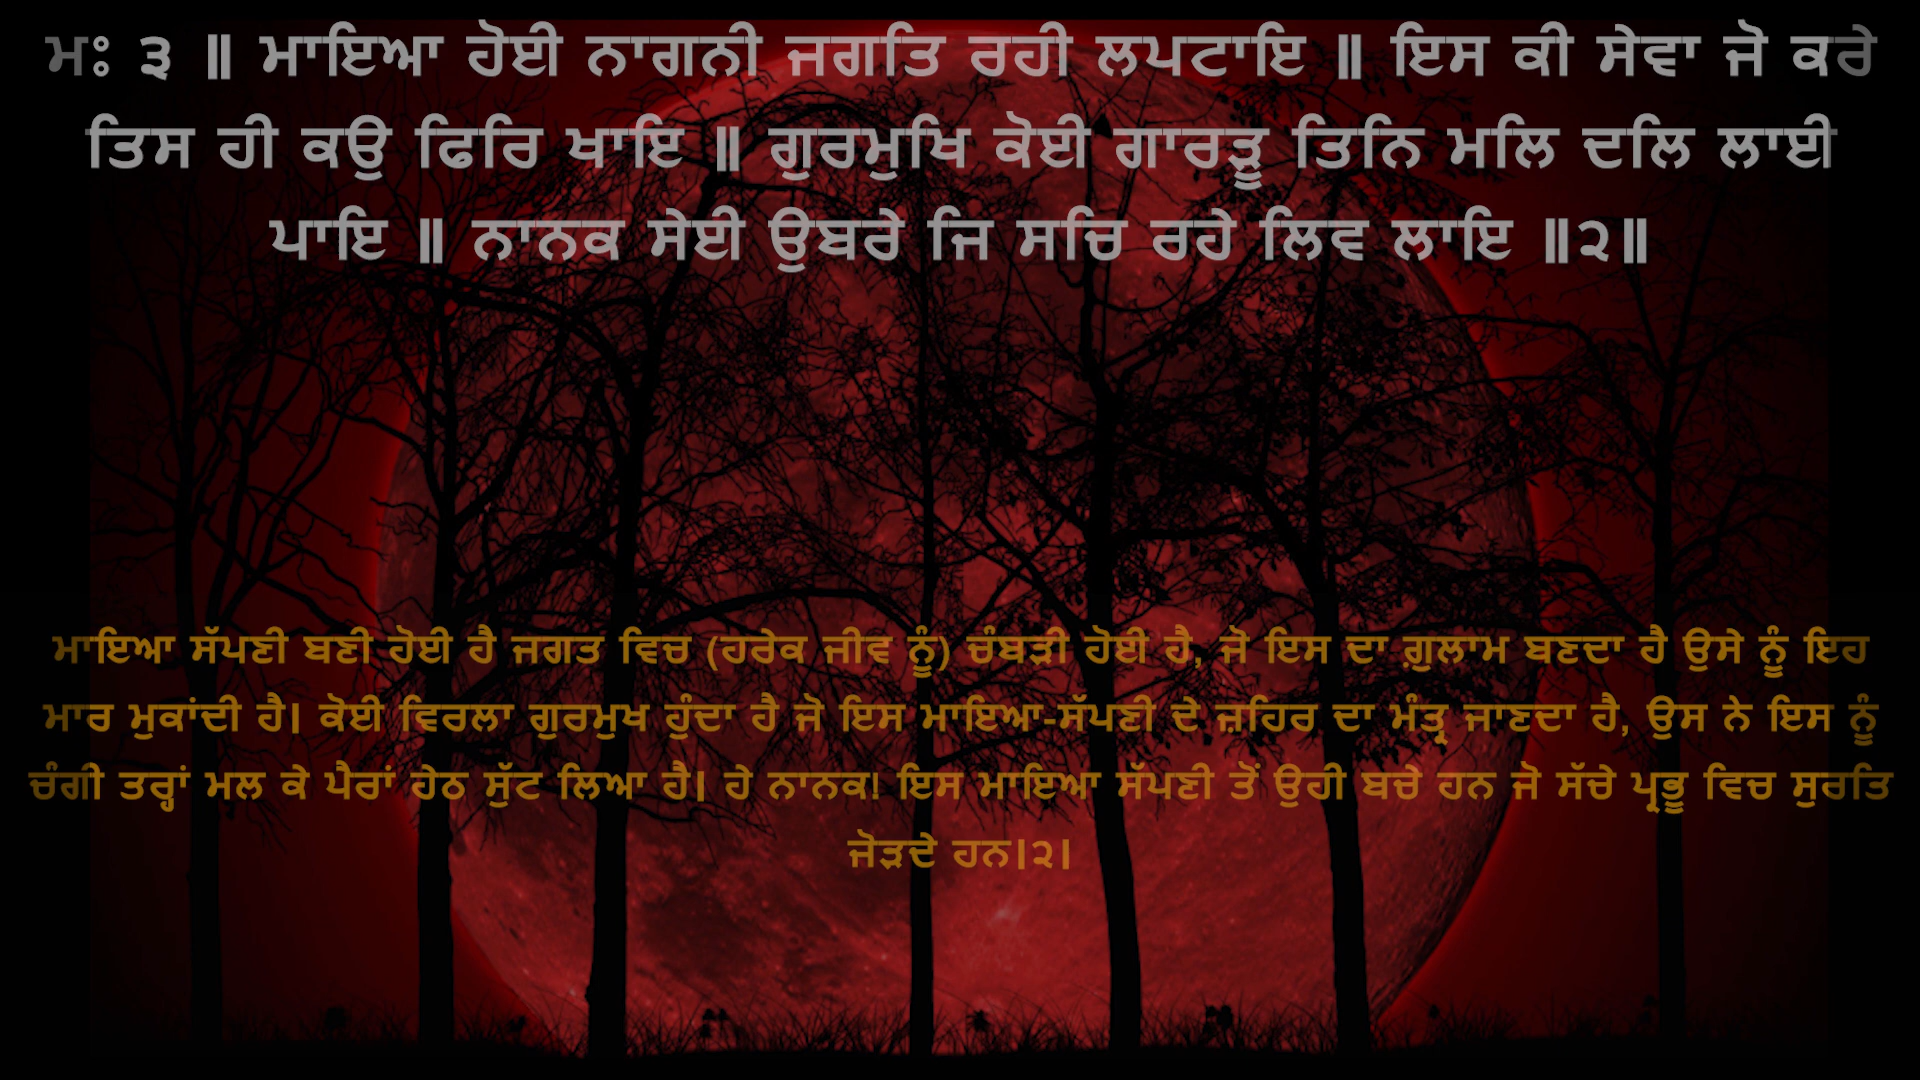 ਮਃ ੩ ॥ ਮਾਇਆ ਹੋਈ ਨਾਗਨੀ ਜਗਤਿ ਰਹੀ ਲਪਟਾਇ ॥ ਇਸ ਕੀ ਸੇਵਾ ਜੋ ਕਰੇ
ਤਿਸ ਹੀ ਕਉ ਫਿਰਿ ਖਾਇ ॥ ਗੁਰਮੁਖਿ ਕੋਈ ਗਾਰੜੂ ਤਿਨਿ ਮਲਿ ਦਲਿ ਲਾਈ
ਪਾਇ ॥ ਨਾਨਕ ਸੇਈ ਉਬਰੇ ਜਿ ਸਚਿ ਰਹੇ ਲਿਵ ਲਾਇ ॥੨॥
ਮਾਇਆ ਸੱਪਣੀ ਬਣੀ ਹੋਈ ਹੈ ਜਗਤ ਵਿਚ (ਹਰੇਕ ਜੀਵ ਨੂੰ) ਚੰਬੜੀ ਹੋਈ ਹੈ, ਜੋ ਇਸ ਦਾ ਗ਼ੁਲਾਮ ਬਣਦਾ ਹੈ ਉਸੇ ਨੂੰ ਇਹ
ਮਾਰ ਮੁਕਾਂਦੀ ਹੈ। ਕੋਈ ਵਿਰਲਾ ਗੁਰਮੁਖ ਹੁੰਦਾ ਹੈ ਜੋ ਇਸ ਮਾਇਆ-ਸੱਪਣੀ ਦੇ ਜ਼ਹਿਰ ਦਾ ਮੰਤ੍ਰ ਜਾਣਦਾ ਹੈ, ਉਸ ਨੇ ਇਸ ਨੂੰ
ਚੰਗੀ ਤਰ੍ਹਾਂ ਮਲ ਕੇ ਪੈਰਾਂ ਹੇਠ ਸੁੱਟ ਲਿਆ ਹੈ। ਹੇ ਨਾਨਕ! ਇਸ ਮਾਇਆ ਸੱਪਣੀ ਤੋਂ ਉਹੀ ਬਚੇ ਹਨ ਜੋ ਸੱਚੇ ਪ੍ਰਭੂ ਵਿਚ ਸੁਰਤਿ
ਜੋੜਦੇ ਹਨ।੨।